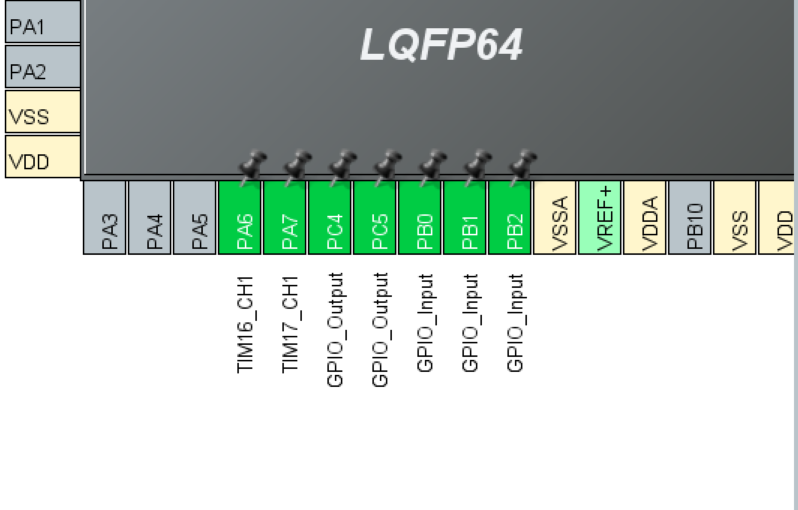 PA1
LQFP64
PA2
VSS
VDD
PA3
PA4
PA5
PA6
PA7
PC4
PC5
PB0
PB1
PB2
VSSA
VREF+
VDDA
PB10
VSS
VDD
TIM16_CH1
TIM17_CH1
GPIO_Output
GPIO_Output
GPIO_Input
GPIO_Input
GPIO_Input